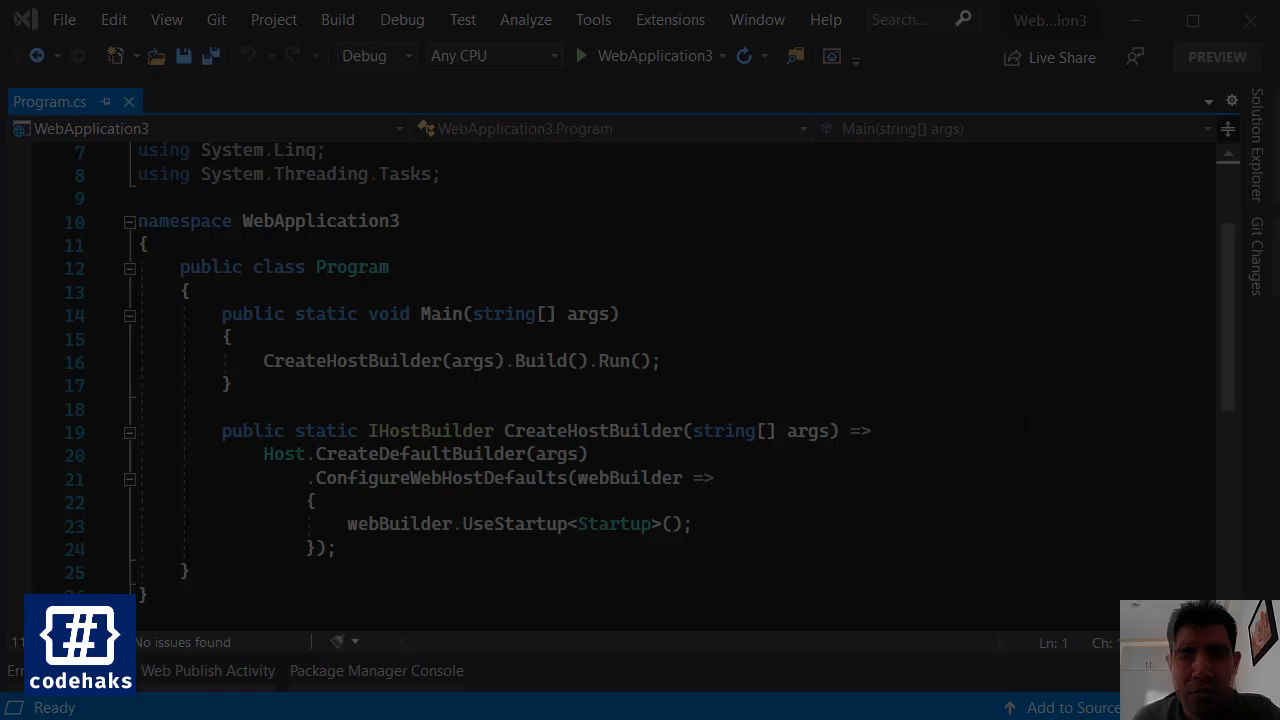 File Edit View Git Project Build Debug Test Analyze Tools Extensions Window Help Search... Web...ion3
Debug Any CPU WebApplication3 Live Share PREVIEW
Program.cs
WebApplication3 WebApplication3.Program Main(string[] args)
7 using System.Linq;
8 using System.Threading.Tasks;
9
10 namespace WebApplication3
11 {
12 public class Program
13 {
14 public static void Main(string[] args)
15 {
16 CreateHostBuilder(args).Build().Run();
17 }
18
19 public static IHostBuilder CreateHostBuilder(string[] args) =>
20 Host.CreateDefaultBuilder(args)
21 .ConfigureWebHostDefaults(webBuilder =>
22 {
23 webBuilder.UseStartup<Startup>();
24 });
25 }
26 }
Solution Explorer
Git Changes
{#}
codehaks
11 No issues found Ln: 1 Ch:
Er Web Publish Activity Package Manager Console
Ready Add to Source